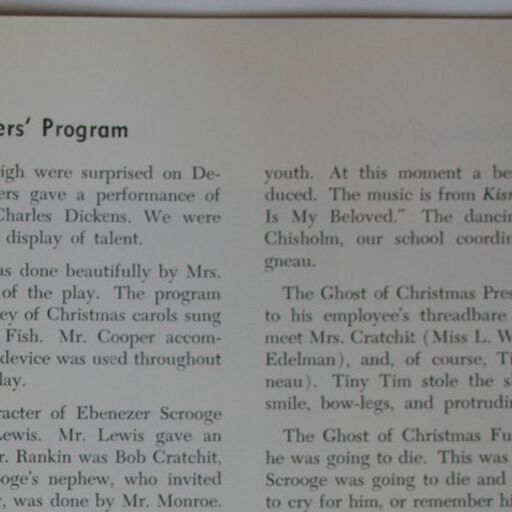 ers' Program
igh were surprised on De-
ers gave a performance of
Charles Dickens. We were
display of talent.
as done beautifully by Mrs.
of the play. The program
ey of Christmas carols sung
Fish. Mr. Cooper accom-
device was used throughout
lay.
racter of Ebenezer Scrooge
Lewis. Mr. Lewis gave an
r. Rankin was Bob Cratchit,
ooge's nephew, who invited
, was done by Mr. Monroe.
youth. At this moment a be
duced. The music is from Kis
Is My Beloved." The dancin
Chisholm, our school coordin
gneau.
The Ghost of Christmas Pres
to his employee's threadbare
meet Mrs. Cratchit (Miss L. W
Edelman), and, of course, Ti
neau). Tiny Tim stole the s
smile, bow-legs, and protrudin
The Ghost of Christmas Fu
he was going to die. This was
Scrooge was going to die and
to cry for him, or remember hi